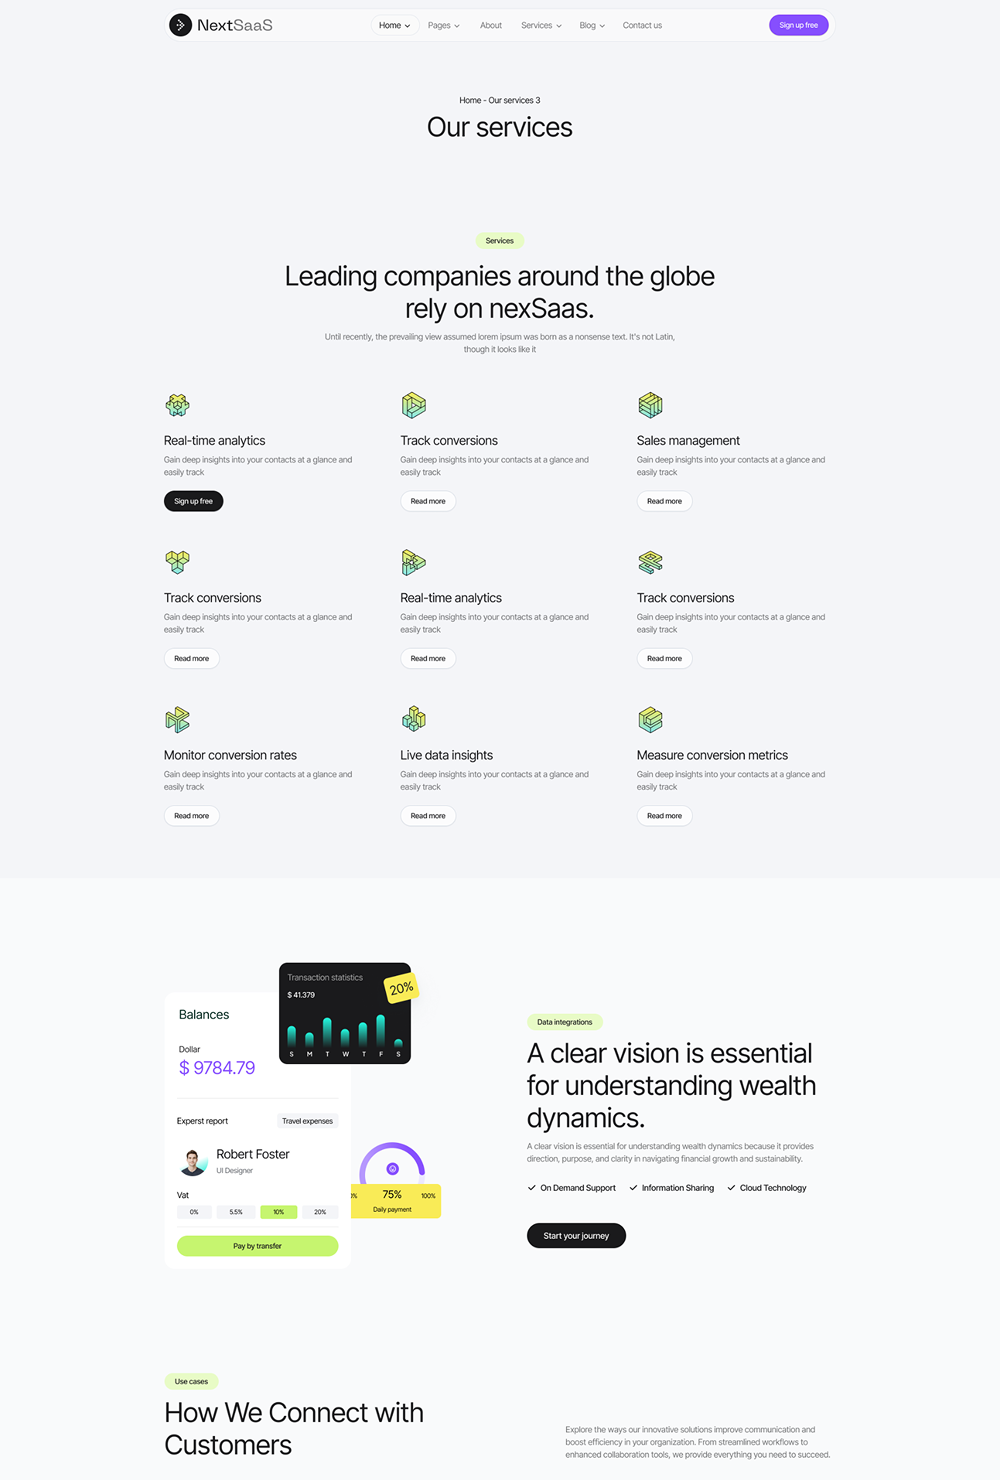 NextSaaS
Home
Pages
About
Services
Blog
Contact us
Sign up free
Home - Our services 3
Our services
Services
Leading companies around the globe
rely on nexSaas.
Until recently, the prevailing view assumed lorem ipsum was born as a nonsense text. It's not Latin,
though it looks like it
Real-time analytics
Gain deep insights into your contacts at a glance and
easily track
Sign up free
Track conversions
Gain deep insights into your contacts at a glance and
easily track
Read more
Sales management
Gain deep insights into your contacts at a glance and
easily track
Read more
Track conversions
Gain deep insights into your contacts at a glance and
easily track
Read more
Real-time analytics
Gain deep insights into your contacts at a glance and
easily track
Read more
Track conversions
Gain deep insights into your contacts at a glance and
easily track
Read more
Monitor conversion rates
Gain deep insights into your contacts at a glance and
easily track
Read more
Live data insights
Gain deep insights into your contacts at a glance and
easily track
Read more
Measure conversion metrics
Gain deep insights into your contacts at a glance and
easily track
Read more
Transaction statistics
$ 41.379
20%
S M T W T F S
Balances
Dollar
$ 9784.79
Experst report
Travel expenses
Robert Foster
UI Designer
Vat
0% 5.5% 10% 20%
Pay by transfer
0% 75% 100%
Daily payment
Data integrations
A clear vision is essential
for understanding wealth
dynamics.
A clear vision is essential for understanding wealth dynamics because it provides
direction, purpose, and clarity in navigating financial growth and sustainability.
On Demand Support
Information Sharing
Cloud Technology
Start your journey
Use cases
How We Connect with
Customers
Explore the ways our innovative solutions improve communication and
boost efficiency in your organization. From streamlined workflows to
enhanced collaboration tools, we provide everything you need to succeed.